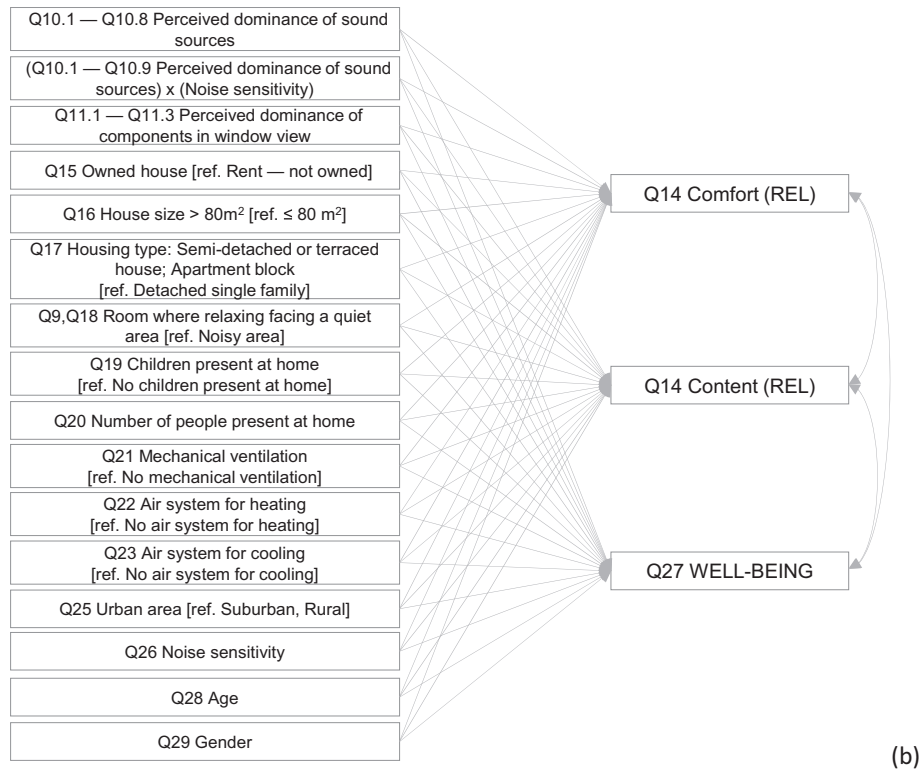 Q10.1 — Q10.8 Perceived dominance of sound
sources
(Q10.1 — Q10.9 Perceived dominance of sound
sources) x (Noise sensitivity)
Q11.1 — Q11.3 Perceived dominance of
components in window view
Q15 Owned house [ref. Rent — not owned]
Q16 House size > 80m² [ref. ≤ 80 m²]
Q17 Housing type: Semi-detached or terraced
house; Apartment block
[ref. Detached single family]
Q9,Q18 Room where relaxing facing a quiet
area [ref. Noisy area]
Q19 Children present at home
[ref. No children present at home]
Q20 Number of people present at home
Q21 Mechanical ventilation
[ref. No mechanical ventilation]
Q22 Air system for heating
[ref. No air system for heating]
Q23 Air system for cooling
[ref. No air system for cooling]
Q25 Urban area [ref. Suburban, Rural]
Q26 Noise sensitivity
Q28 Age
Q29 Gender
Q14 Comfort (REL)
Q14 Content (REL)
Q27 WELL-BEING
(b)